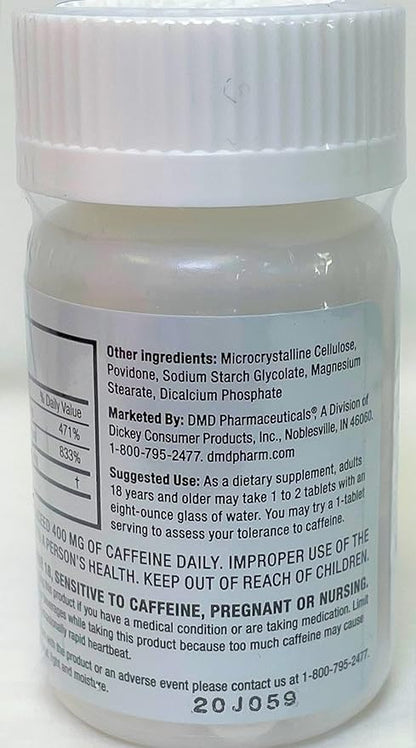 Other ingredients: Microcrystalline Cellulose,
Povidone, Sodium Starch Glycolate, Magnesium
Stearate, Dicalcium Phosphate
% Daily Value
471%
833%
†
Marketed By: DMD Pharmaceuticals®, A Division of
Dickey Consumer Products, Inc., Noblesville, IN 46060.
1-800-795-2477. dmdpharm.com
Suggested Use: As a dietary supplement, adults
18 years and older may take 1 to 2 tablets with an
eight-ounce glass of water. You may try a 1-tablet
serving to assess your tolerance to caffeine.
400 MG OF CAFFEINE DAILY. IMPROPER USE OF THE
PERSON'S HEALTH. KEEP OUT OF REACH OF CHILDREN.
18, SENSITIVE TO CAFFEINE, PREGNANT OR NURSING.
product if you have a medical condition or are taking medication. Limit
while taking this product because too much caffeine may cause
rapid heartbeat.
the product or an adverse event please contact us at 1-800-795-2477.
light and moisture.
20J059